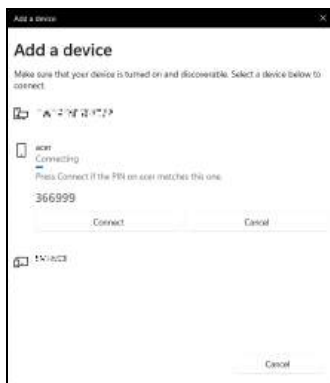 Add a device
Add a device
Make sure that your device is turned on and discoverable. Select a device below to
connect.
acer
Connecting
Press Connect if the PIN on acer matches this one.
366999
Connect Cancel
Cancel